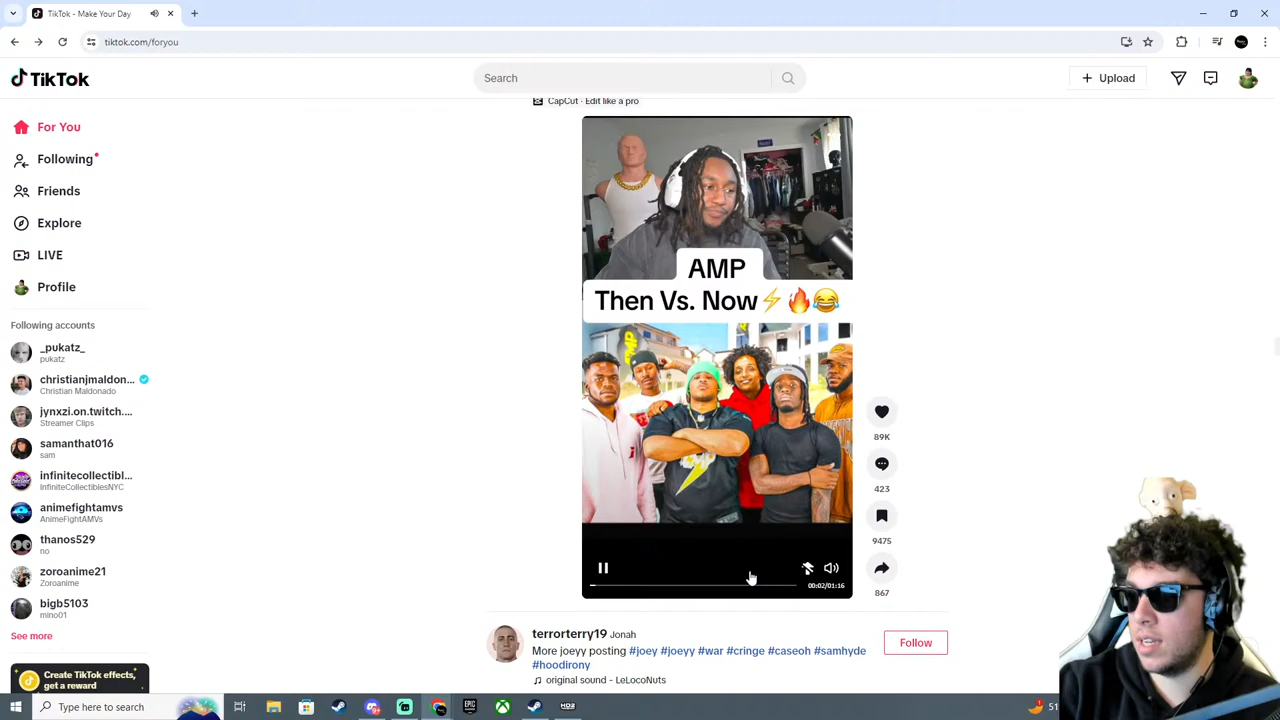 TikTok - Make Your Day
tiktok.com/foryou
TikTok
Search
Upload
CapCut · Edit like a pro
For You
Following
Friends
Explore
LIVE
Profile
Following accounts
_pukatz_
pukatz
christianjmaldon...
Christian Maldonado
jynxzi.on.twitch....
Streamer Clips
samanthat016
sam
infinitecollectibl...
InfiniteCollectiblesNYC
animefightamvs
AnimeFightAMVs
thanos529
no
zoroanime21
Zoroanime
bigb5103
mino01
See more
Create TikTok effects,
get a reward
AMP
Then Vs. Now⚡🔥😂
89K
423
9475
867
00:02/01:16
terrorterry19 Jonah
Follow
More joeyy posting #joey #joeyy #war #cringe #caseoh #samhyde
#hoodirony
original sound - LeLocoNuts
Type here to search